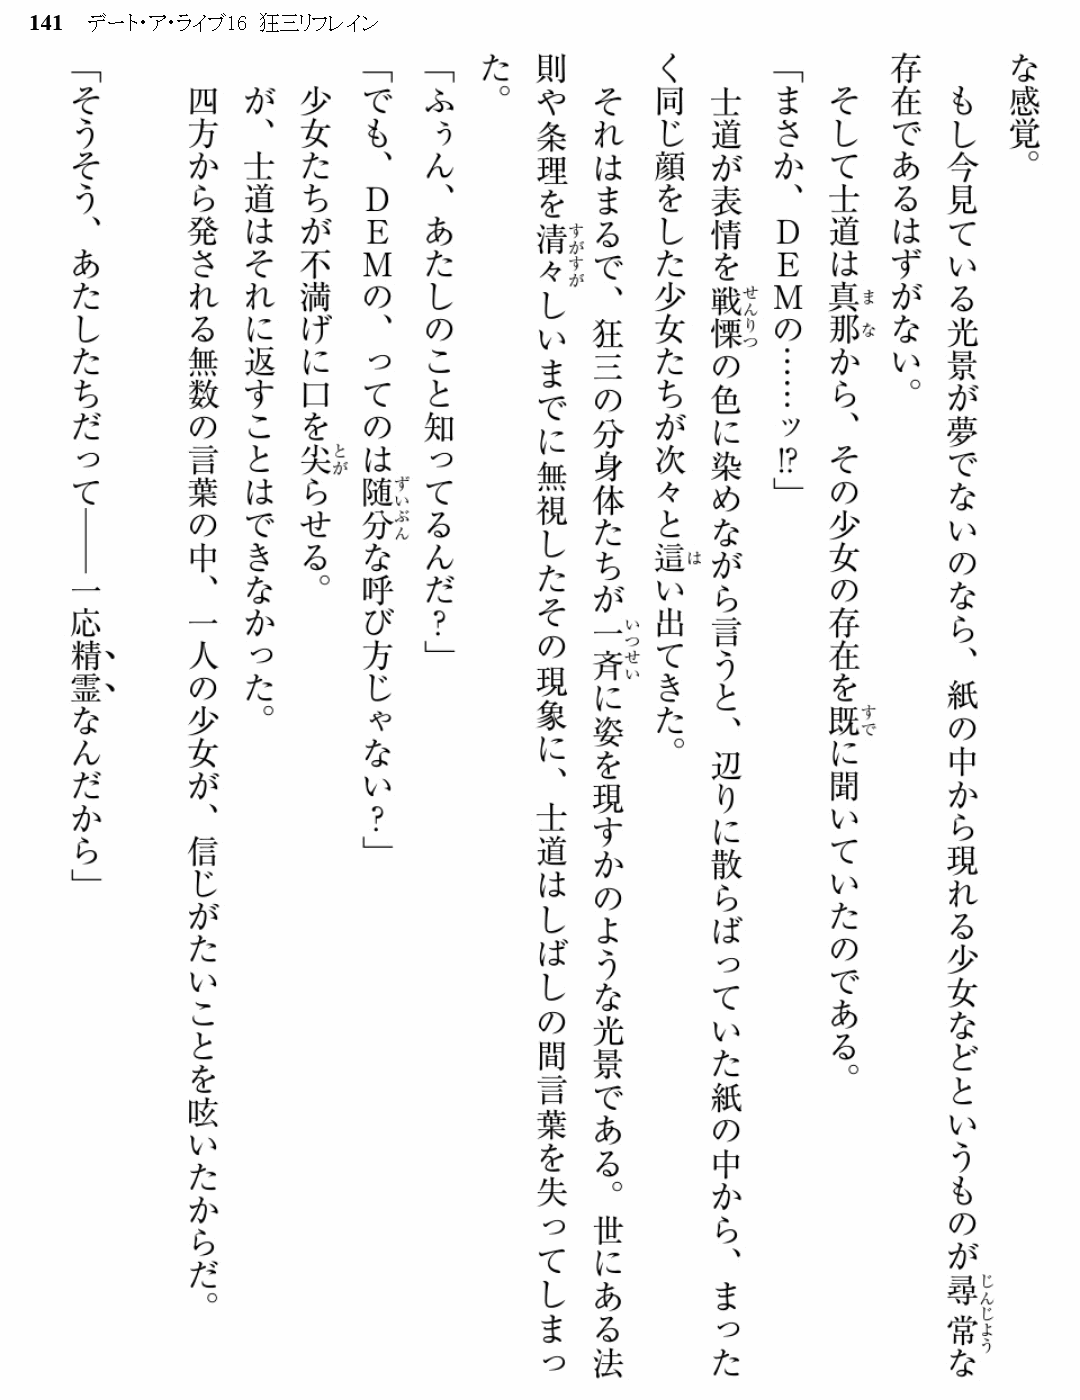 141 デート・ア・ライブ16 狂三リフレイン
な感覚。
もし今見ている光景が夢でないのなら、紙の中から現れる少女などというものが尋常な
存在であるはずがない。
そして士道は真那から、その少女の存在を既に聞いていたのである。
「まさか、DEMの……ッ⁉」
士道が表情を戦慄の色に染めながら言うと、辺りに散らばっていた紙の中から、まった
く同じ顔をした少女たちが次々と這い出てきた。
それはまるで、狂三の分身体たちが一斉に姿を現すかのような光景である。世にある法
則や条理を清々しいまでに無視したその現象に、士道はしばしの間言葉を失ってしまっ
た。
「ふぅん、あたしのこと知ってるんだ?」
「でも、DEMの、ってのは随分な呼び方じゃない?」
少女たちが不満げに口を尖らせる。
が、士道はそれに返すことはできなかった。
四方から発される無数の言葉の中、一人の少女が、信じがたいことを呟いたからだ。
「そうそう、あたしたちだって――一応精霊なんだから」